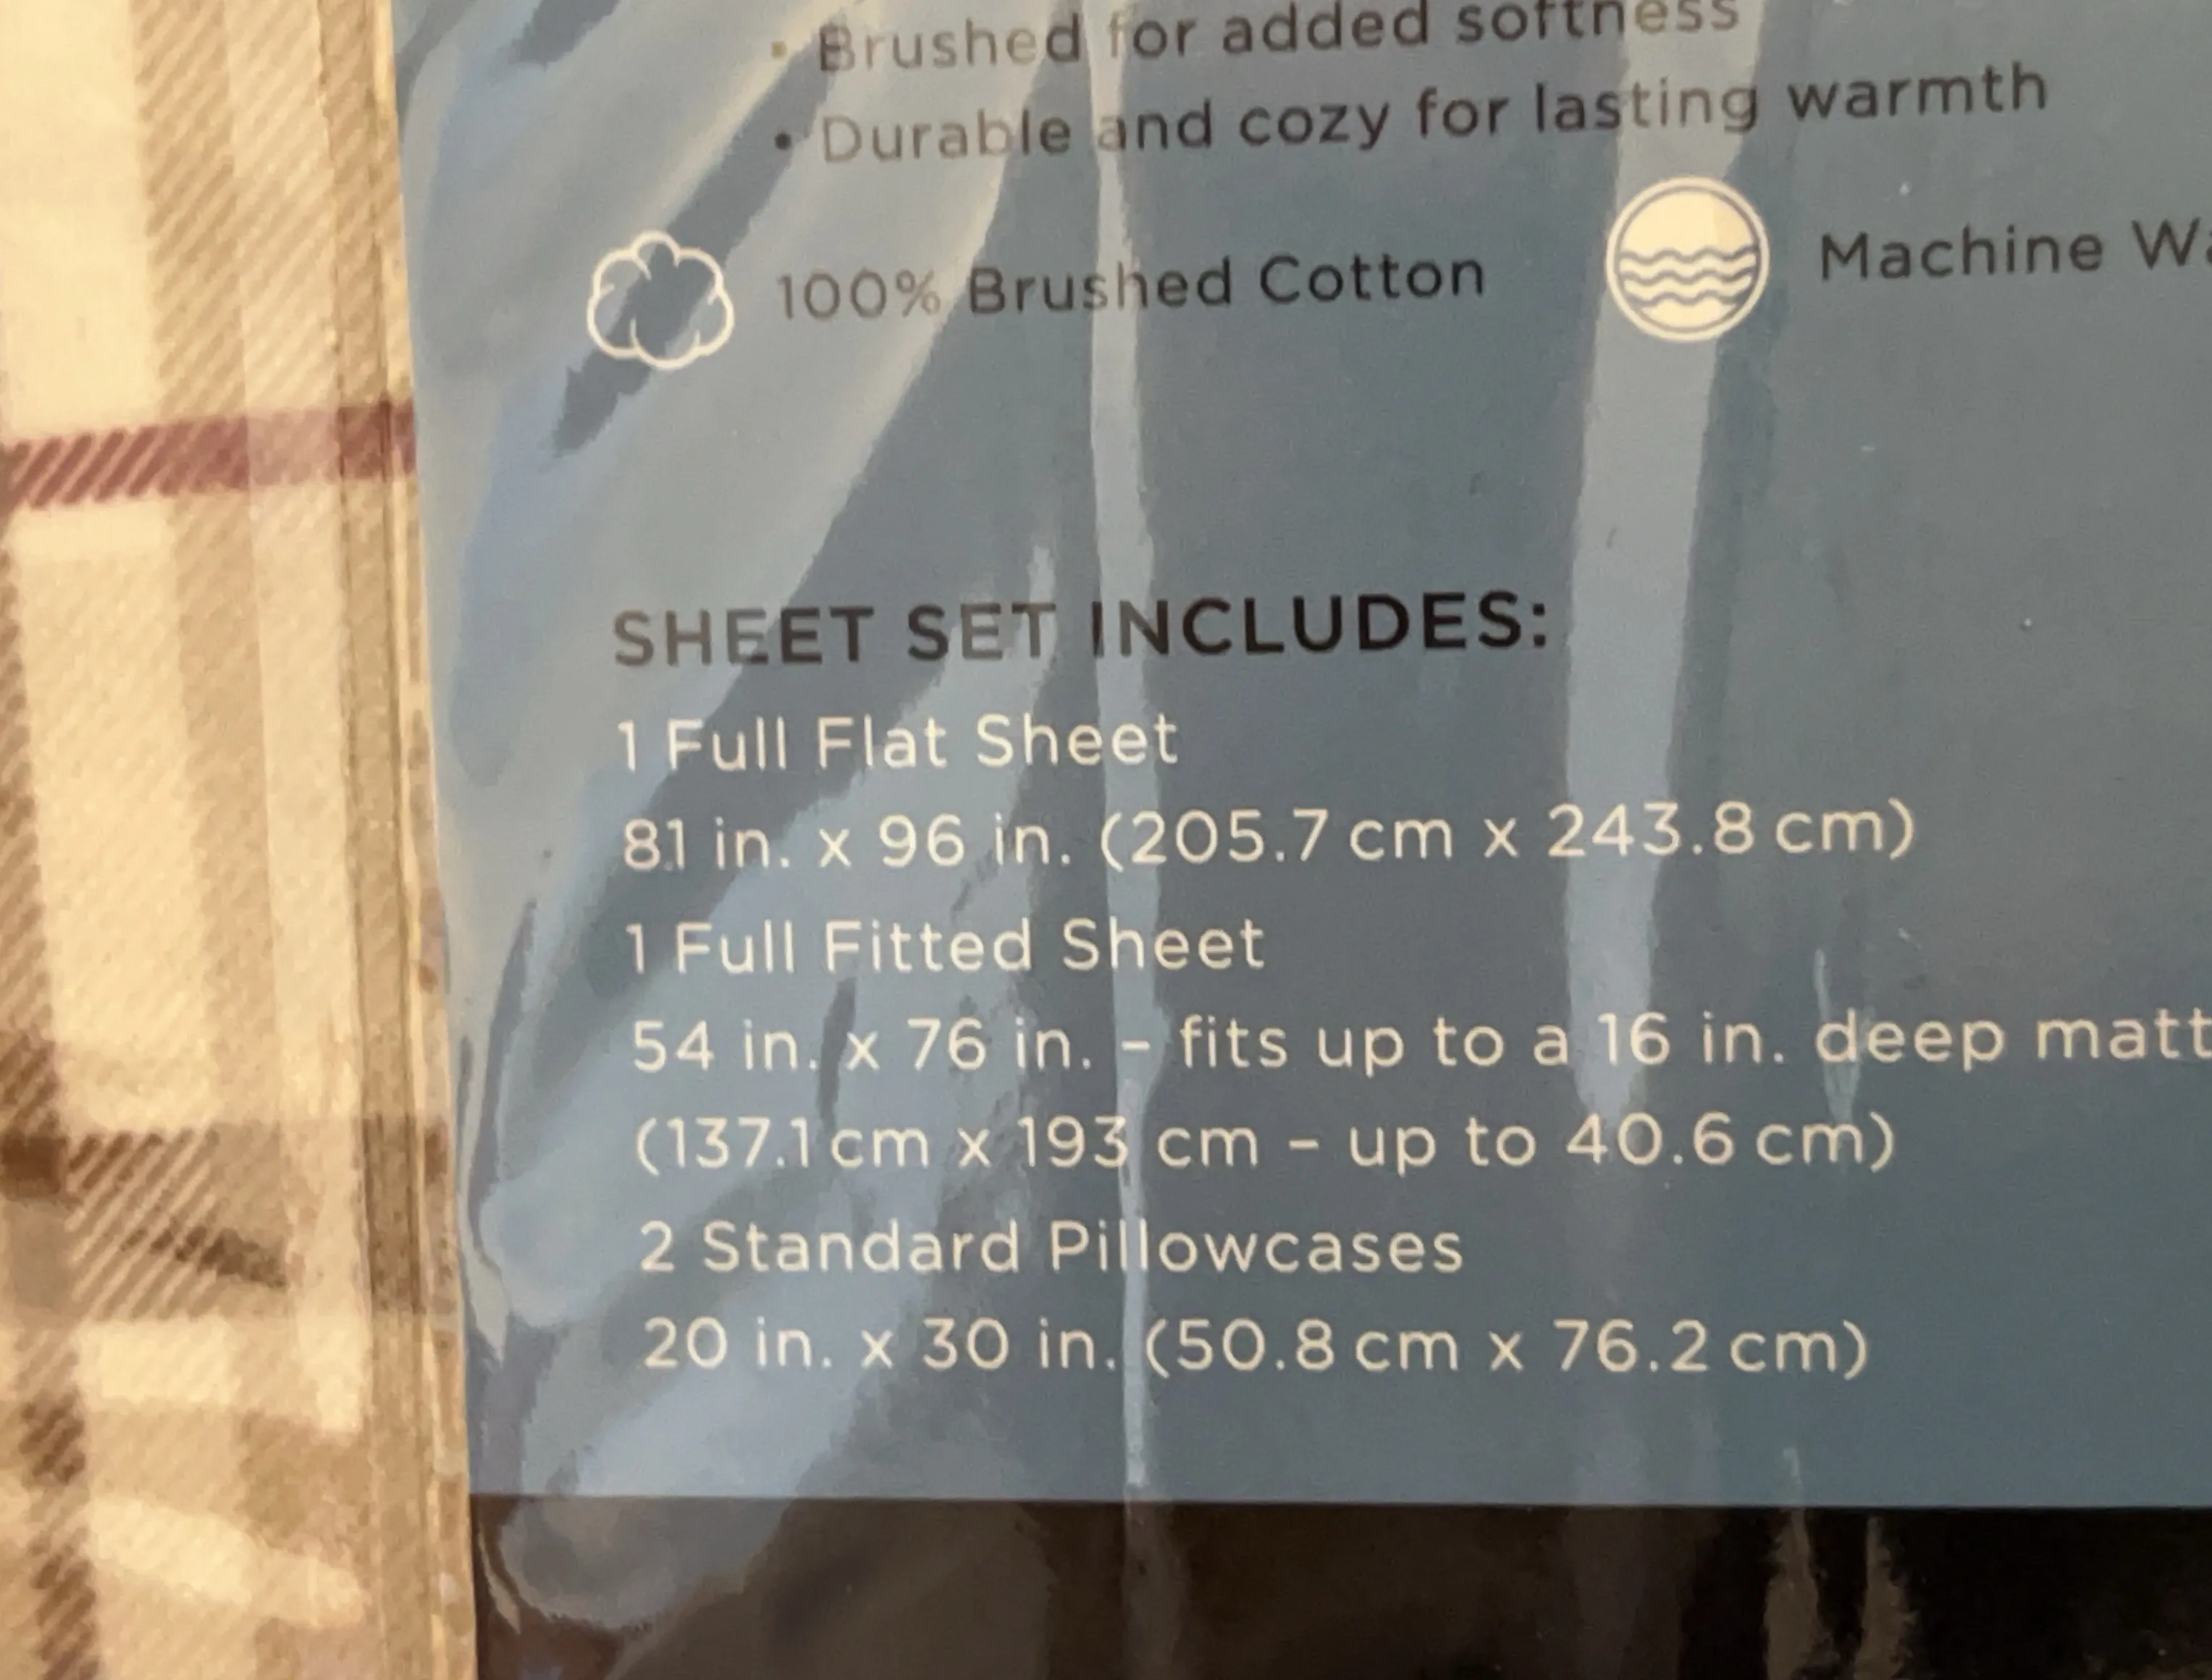 • Brushed for added softness
• Durable and cozy for lasting warmth
100% Brushed Cotton
Machine
SHEET SET INCLUDES:
1 Full Flat Sheet
81 in. x 96 in. (205.7 cm x 243.8 cm)
1 Full Fitted Sheet
54 in. x 76 in. – fits up to a 16 in. deep matt
(137.1 cm x 193 cm – up to 40.6 cm)
2 Standard Pillowcases
20 in. x 30 in. (50.8 cm x 76.2 cm)